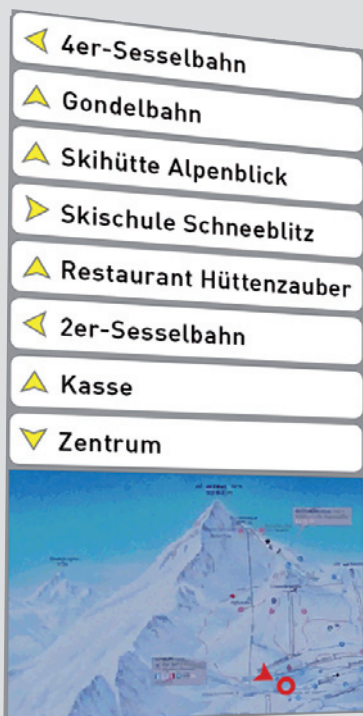 4er-Sesselbahn
Gondelbahn
Skihütte Alpenblick
Skischule Schneeblitz
Restaurant Hüttenzauber
2er-Sesselbahn
Kasse
Zentrum